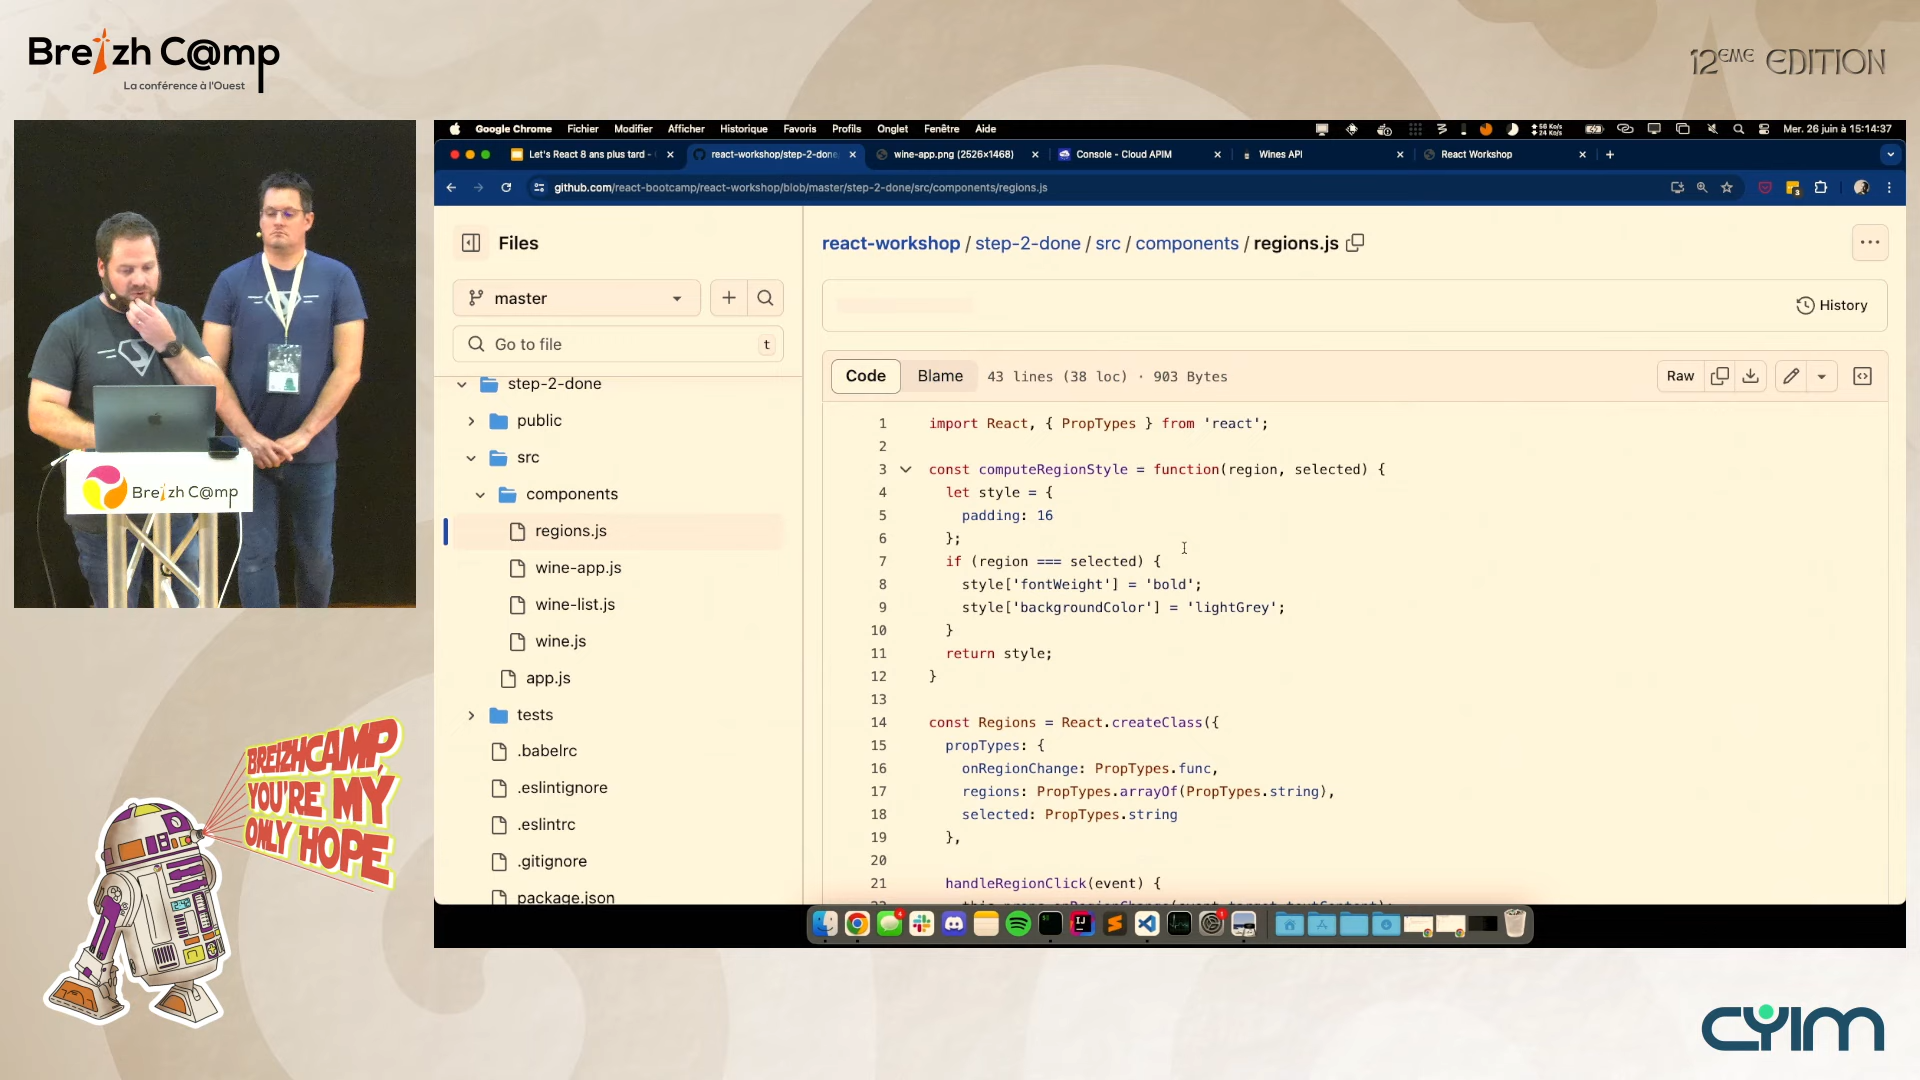 Breizh C@mp
La conférence à l'Ouest
12ÈME EDITION
Google Chrome Fichier Modifier Afficher Historique Favoris Profils Onglet Fenêtre Aide
56 Ko/s
24 Ko/s
Mer. 26 juin à 15:14:37
Let's React 8 ans plus tard -
react-workshop/step-2-done
wine-app.png (2526×1468)
Console - Cloud APIM
Wines API
React Workshop
github.com/react-bootcamp/react-workshop/blob/master/step-2-done/src/components/regions.js
Files
master
Go to file
t
step-2-done
public
src
components
regions.js
wine-app.js
wine-list.js
wine.js
app.js
tests
.babelrc
.eslintignore
.eslintrc
.gitignore
package.json
react-workshop / step-2-done / src / components / regions.js
History
Code Blame 43 lines (38 loc) · 903 Bytes Raw
1 import React, { PropTypes } from 'react';
2
3 const computeRegionStyle = function(region, selected) {
4 let style = {
5 padding: 16
6 };
7 if (region === selected) {
8 style['fontWeight'] = 'bold';
9 style['backgroundColor'] = 'lightGrey';
10 }
11 return style;
12 }
13
14 const Regions = React.createClass({
15 propTypes: {
16 onRegionChange: PropTypes.func,
17 regions: PropTypes.arrayOf(PropTypes.string),
18 selected: PropTypes.string
19 },
20
21 handleRegionClick(event) {
Breizh C@mp
BREIZHCAMP,
YOU'RE MY
ONLY HOPE
CYIM